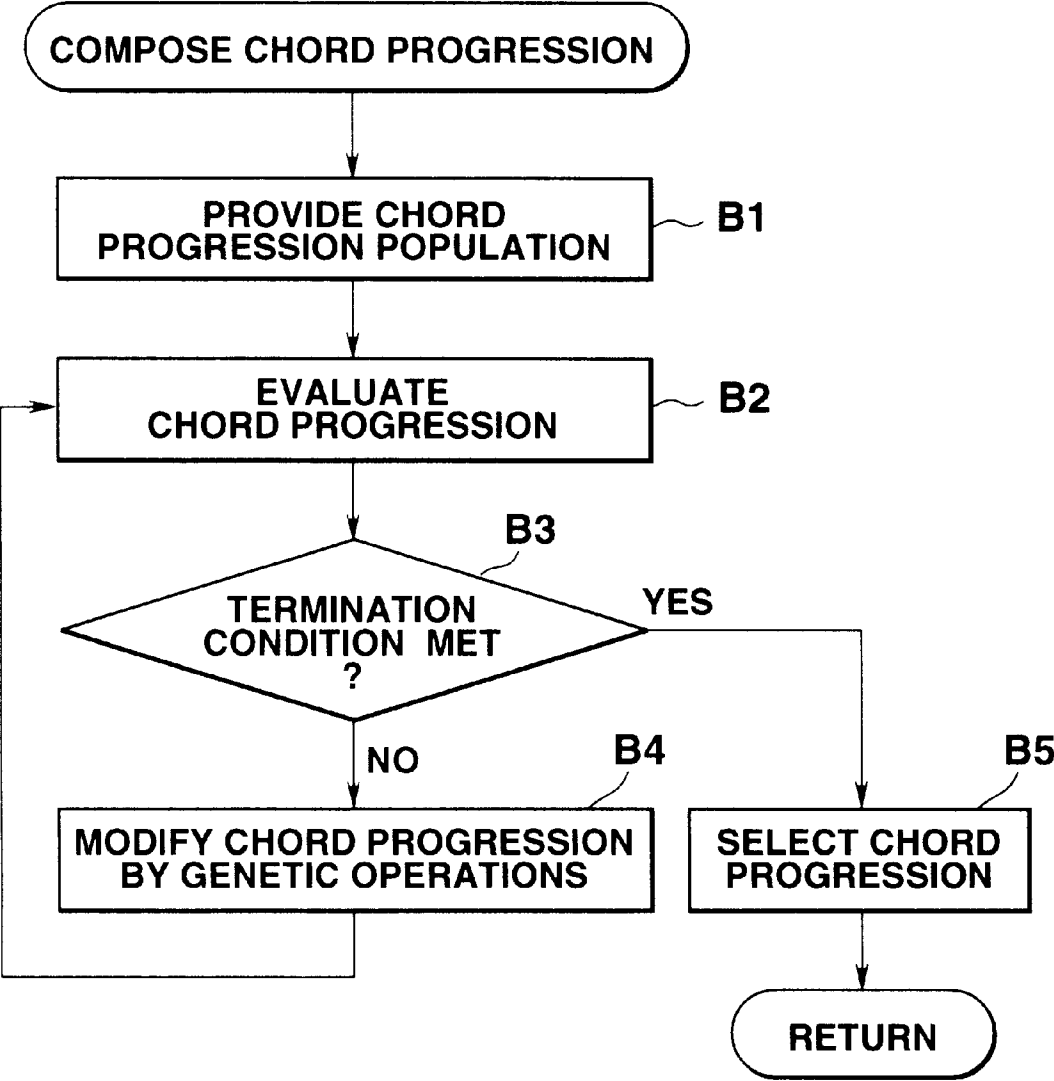 COMPOSE CHORD PROGRESSION
PROVIDE CHORD
PROGRESSION POPULATION
B1
EVALUATE
CHORD PROGRESSION
B2
B3
TERMINATION
CONDITION MET
?
YES
NO
B4
MODIFY CHORD PROGRESSION
BY GENETIC OPERATIONS
B5
SELECT CHORD
PROGRESSION
RETURN